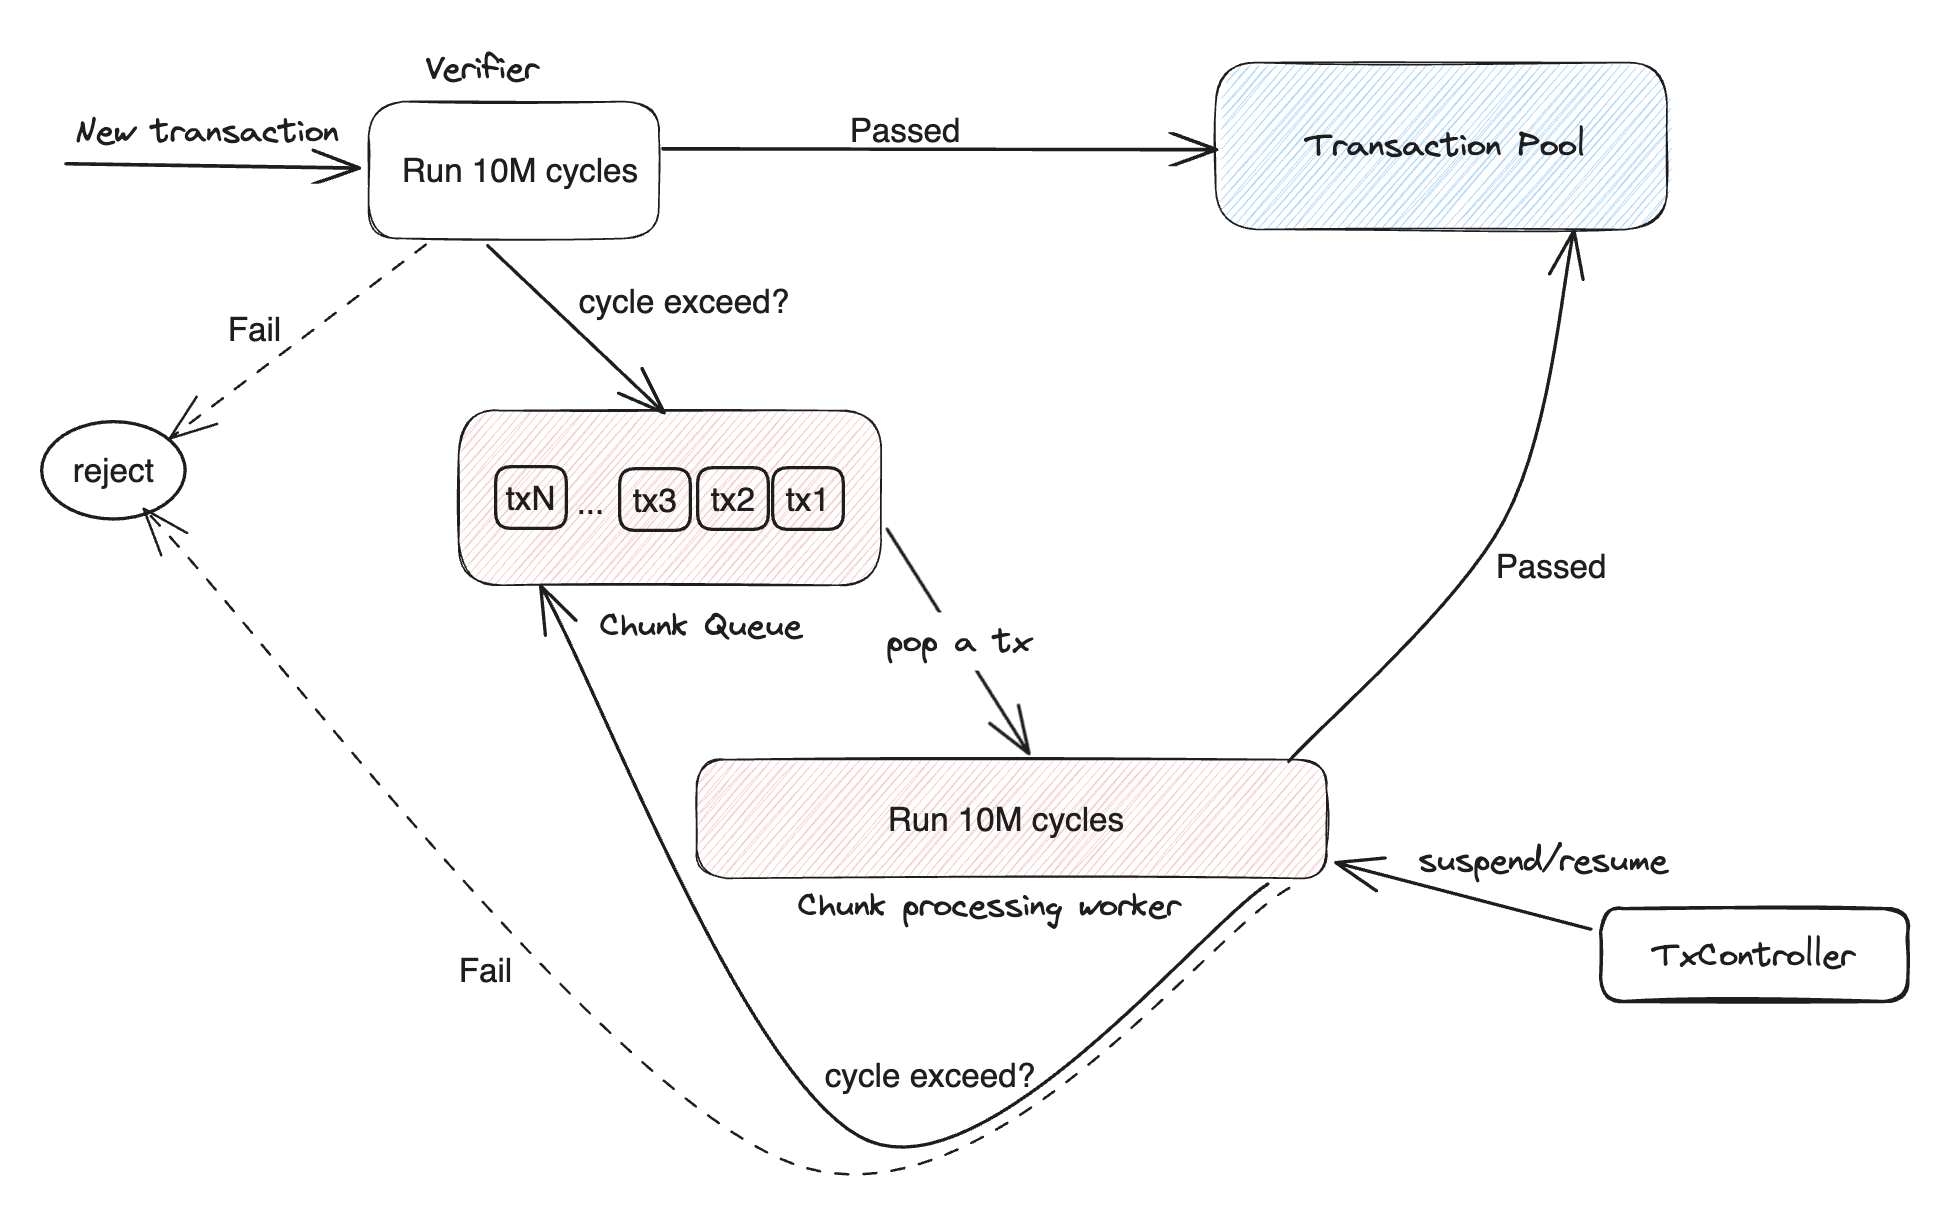 Verifier
New transaction
Run 10M cycles
Passed
Transaction Pool
cycle exceed?
Fail
reject
txN ... tx3 tx2 tx1
Chunk Queue
pop a tx
Passed
Run 10M cycles
Chunk processing worker
suspend/resume
TxController
Fail
cycle exceed?